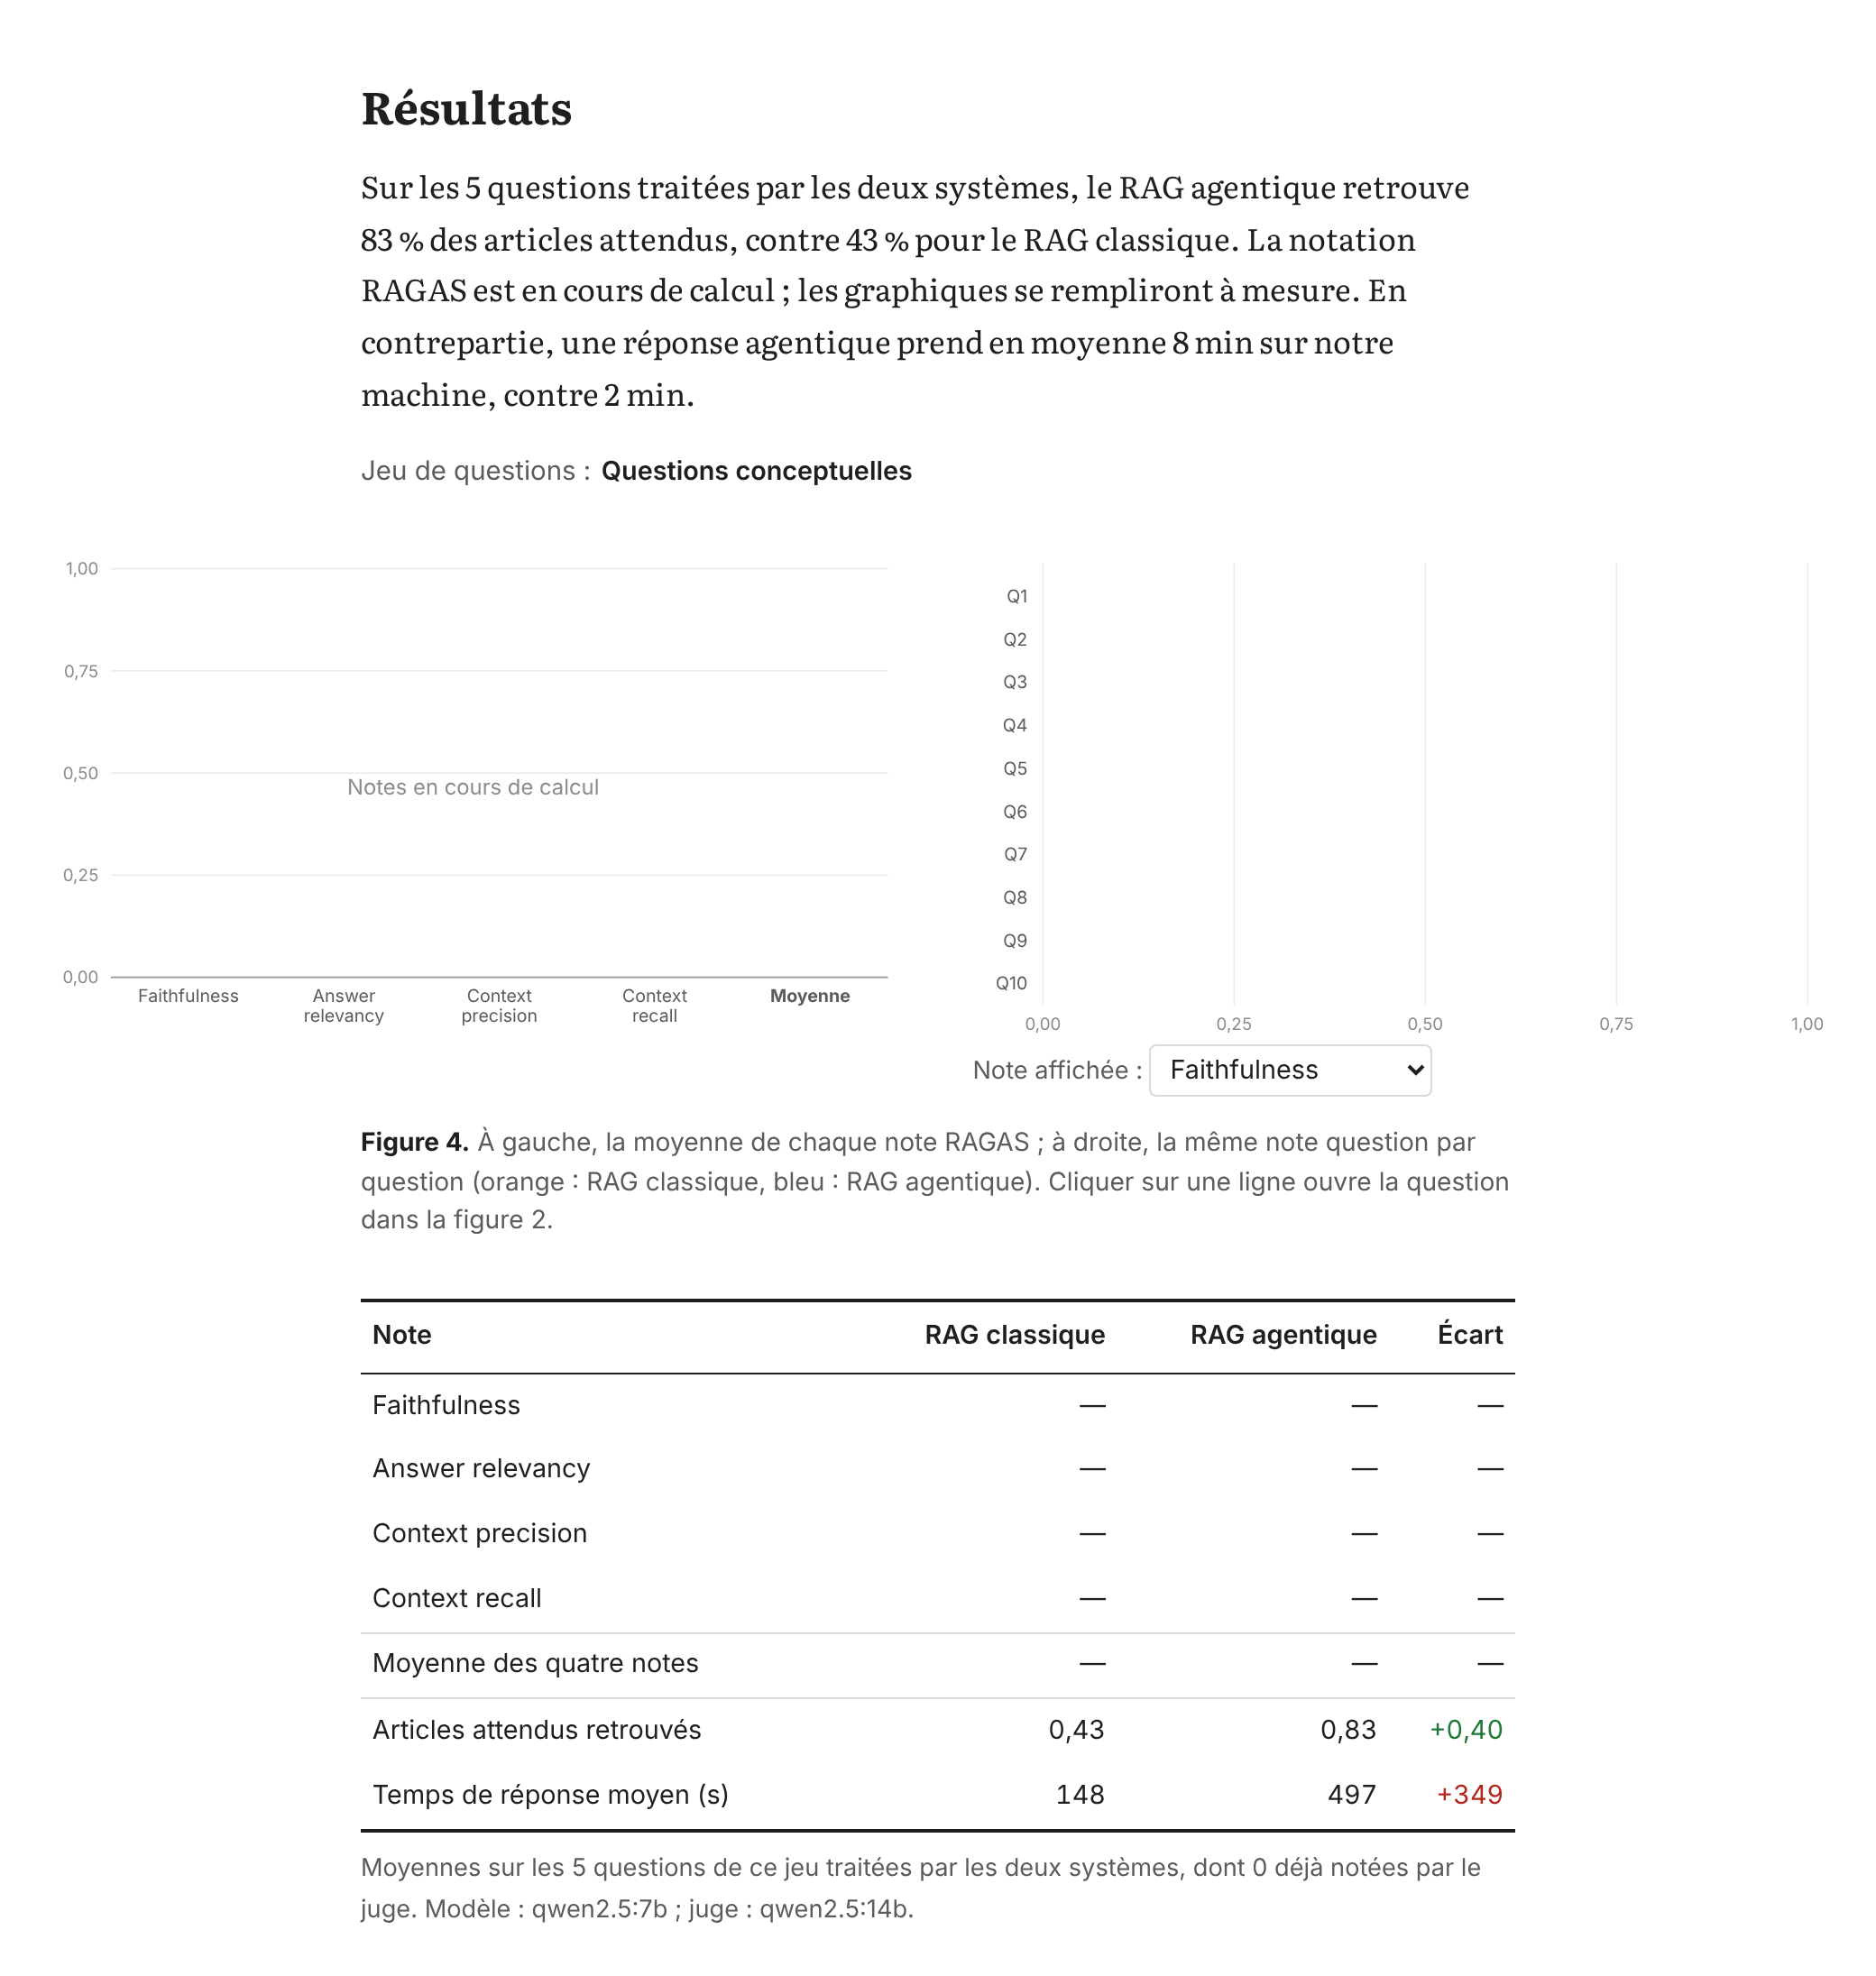 Résultats
Sur les 5 questions traitées par les deux systèmes, le RAG agentique retrouve
83 % des articles attendus, contre 43 % pour le RAG classique. La notation
RAGAS est en cours de calcul ; les graphiques se rempliront à mesure. En
contrepartie, une réponse agentique prend en moyenne 8 min sur notre
machine, contre 2 min.
Jeu de questions : Questions conceptuelles
1,00
0,75
0,50
Notes en cours de calcul
0,25
0,00
Faithfulness
Answer
relevancy
Context
precision
Context
recall
Moyenne
Q1
Q2
Q3
Q4
Q5
Q6
Q7
Q8
Q9
Q10
0,00 0,25 0,50 0,75 1,00
Note affichée : Faithfulness
Figure 4. À gauche, la moyenne de chaque note RAGAS ; à droite, la même note question par
question (orange : RAG classique, bleu : RAG agentique). Cliquer sur une ligne ouvre la question
dans la figure 2.
Note RAG classique RAG agentique Écart
Faithfulness — — —
Answer relevancy — — —
Context precision — — —
Context recall — — —
Moyenne des quatre notes — — —
Articles attendus retrouvés 0,43 0,83 +0,40
Temps de réponse moyen (s) 148 497 +349
Moyennes sur les 5 questions de ce jeu traitées par les deux systèmes, dont 0 déjà notées par le
juge. Modèle : qwen2.5:7b ; juge : qwen2.5:14b.